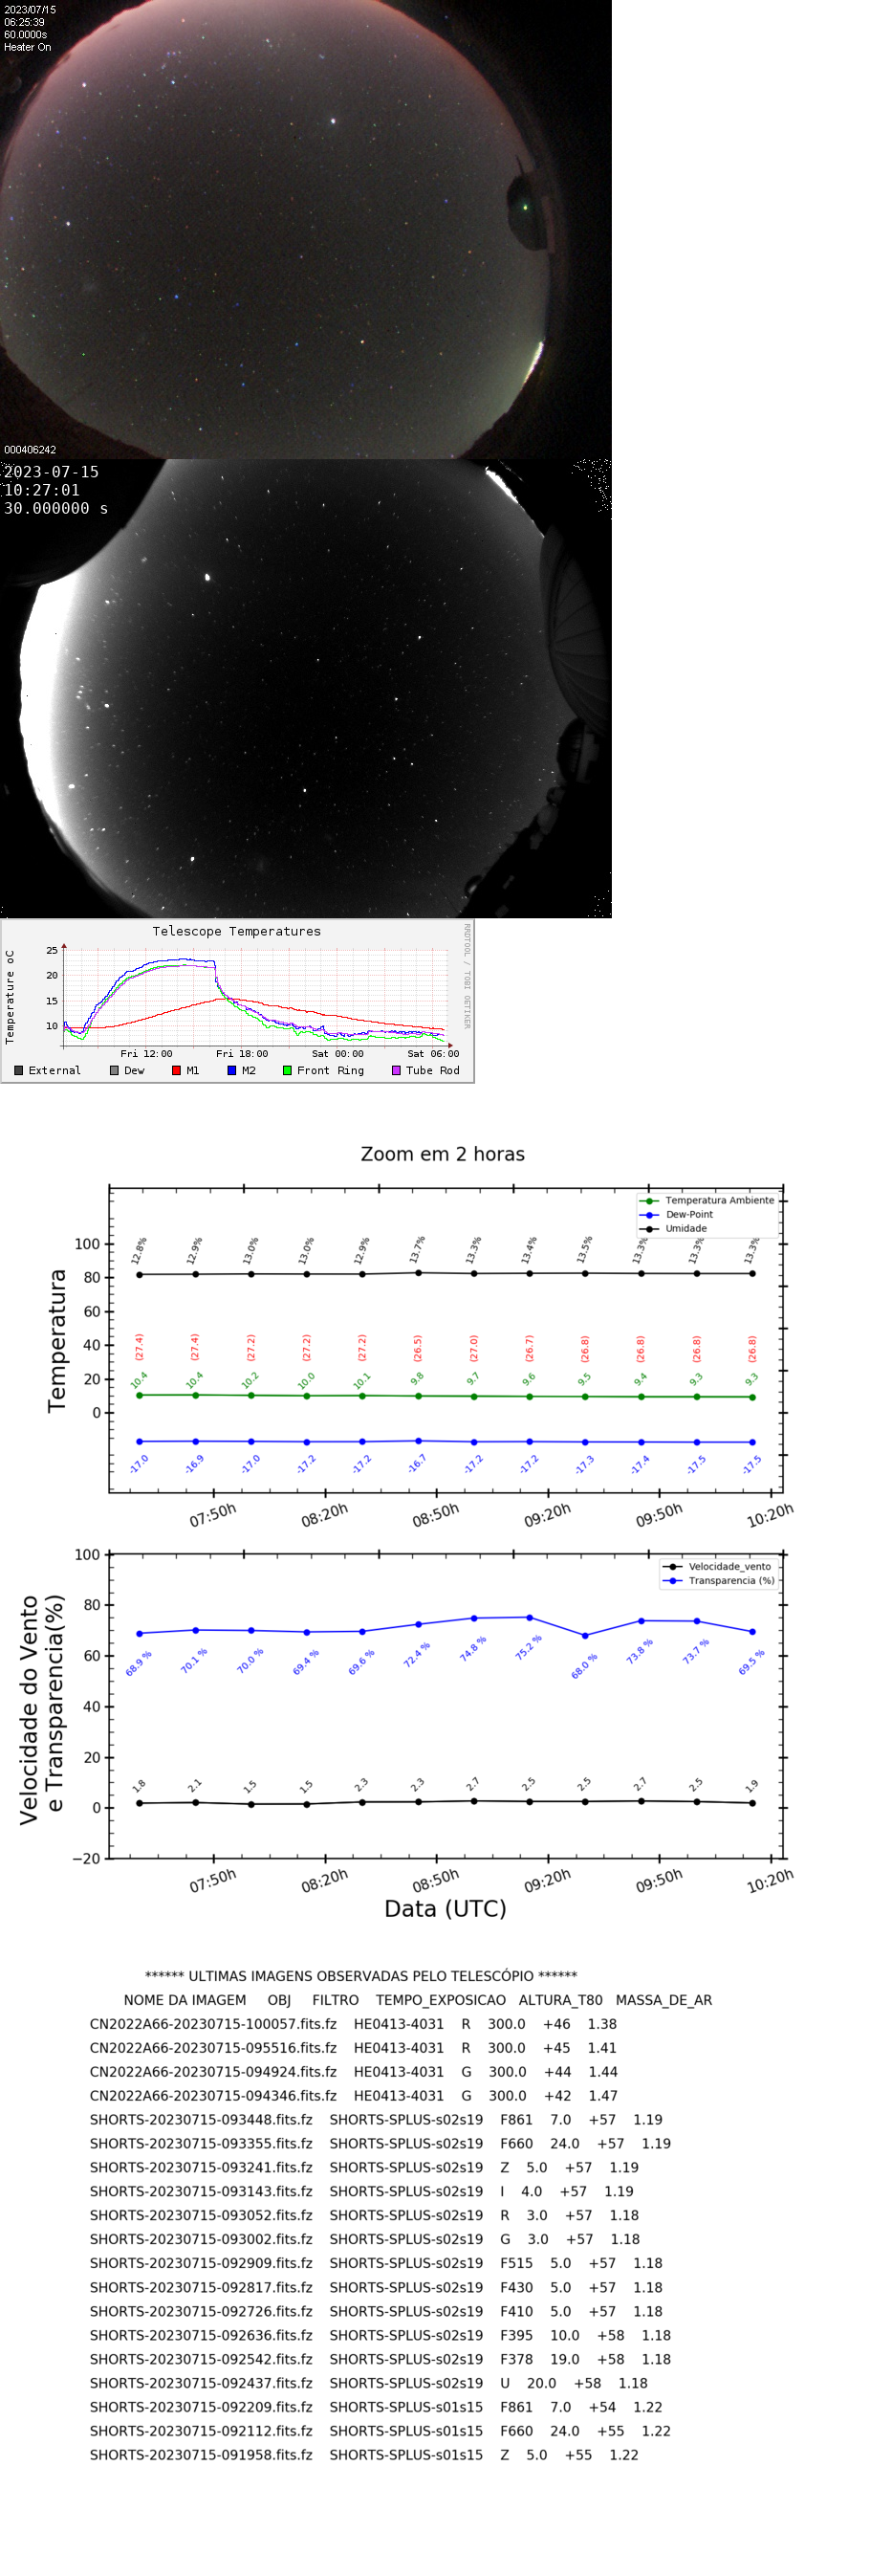 2023/07/15
06:25:39
60.0000s
Heater On
000406242
2023-07-15
10:27:01
30.000000 s
Telescope Temperatures
RRDTOOL / TOBI OETIKER
Temperature oC
25
20
15
10
Fri 12:00 Fri 18:00 Sat 00:00 Sat 06:00
External Dew M1 M2 Front Ring Tube Rod
Zoom em 2 horas
Temperatura Ambiente
Dew-Point
Umidade
Temperatura
100
80
60
40
20
0
12.8% 12.9% 13.0% 13.0% 12.9% 13.7% 13.3% 13.4% 13.5% 13.3% 13.3% 13.3%
(27.4) (27.4) (27.2) (27.2) (27.2) (26.5) (27.0) (26.7) (26.8) (26.8) (26.8) (26.8)
10.4 10.4 10.2 10.0 10.1 9.8 9.7 9.6 9.5 9.4 9.3 9.3
-17.0 -16.9 -17.0 -17.2 -17.2 -16.7 -17.2 -17.2 -17.3 -17.4 -17.5 -17.5
07:50h 08:20h 08:50h 09:20h 09:50h 10:20h
Velocidade_vento
Transparencia (%)
Velocidade do Vento
e Transparencia(%)
100
80
60
40
20
0
−20
68.9 % 70.1 % 70.0 % 69.4 % 69.6 % 72.4 % 74.8 % 75.2 % 68.0 % 73.8 % 73.7 % 69.5 %
1.8 2.1 1.5 1.5 2.3 2.3 2.7 2.5 2.5 2.7 2.5 1.9
07:50h 08:20h 08:50h 09:20h 09:50h 10:20h
Data (UTC)
****** ULTIMAS IMAGENS OBSERVADAS PELO TELESCÓPIO ******
NOME DA IMAGEM OBJ FILTRO TEMPO_EXPOSICAO ALTURA_T80 MASSA_DE_AR
CN2022A66-20230715-100057.fits.fz HE0413-4031 R 300.0 +46 1.38
CN2022A66-20230715-095516.fits.fz HE0413-4031 R 300.0 +45 1.41
CN2022A66-20230715-094924.fits.fz HE0413-4031 G 300.0 +44 1.44
CN2022A66-20230715-094346.fits.fz HE0413-4031 G 300.0 +42 1.47
SHORTS-20230715-093448.fits.fz SHORTS-SPLUS-s02s19 F861 7.0 +57 1.19
SHORTS-20230715-093355.fits.fz SHORTS-SPLUS-s02s19 F660 24.0 +57 1.19
SHORTS-20230715-093241.fits.fz SHORTS-SPLUS-s02s19 Z 5.0 +57 1.19
SHORTS-20230715-093143.fits.fz SHORTS-SPLUS-s02s19 I 4.0 +57 1.19
SHORTS-20230715-093052.fits.fz SHORTS-SPLUS-s02s19 R 3.0 +57 1.18
SHORTS-20230715-093002.fits.fz SHORTS-SPLUS-s02s19 G 3.0 +57 1.18
SHORTS-20230715-092909.fits.fz SHORTS-SPLUS-s02s19 F515 5.0 +57 1.18
SHORTS-20230715-092817.fits.fz SHORTS-SPLUS-s02s19 F430 5.0 +57 1.18
SHORTS-20230715-092726.fits.fz SHORTS-SPLUS-s02s19 F410 5.0 +57 1.18
SHORTS-20230715-092636.fits.fz SHORTS-SPLUS-s02s19 F395 10.0 +58 1.18
SHORTS-20230715-092542.fits.fz SHORTS-SPLUS-s02s19 F378 19.0 +58 1.18
SHORTS-20230715-092437.fits.fz SHORTS-SPLUS-s02s19 U 20.0 +58 1.18
SHORTS-20230715-092209.fits.fz SHORTS-SPLUS-s01s15 F861 7.0 +54 1.22
SHORTS-20230715-092112.fits.fz SHORTS-SPLUS-s01s15 F660 24.0 +55 1.22
SHORTS-20230715-091958.fits.fz SHORTS-SPLUS-s01s15 Z 5.0 +55 1.22